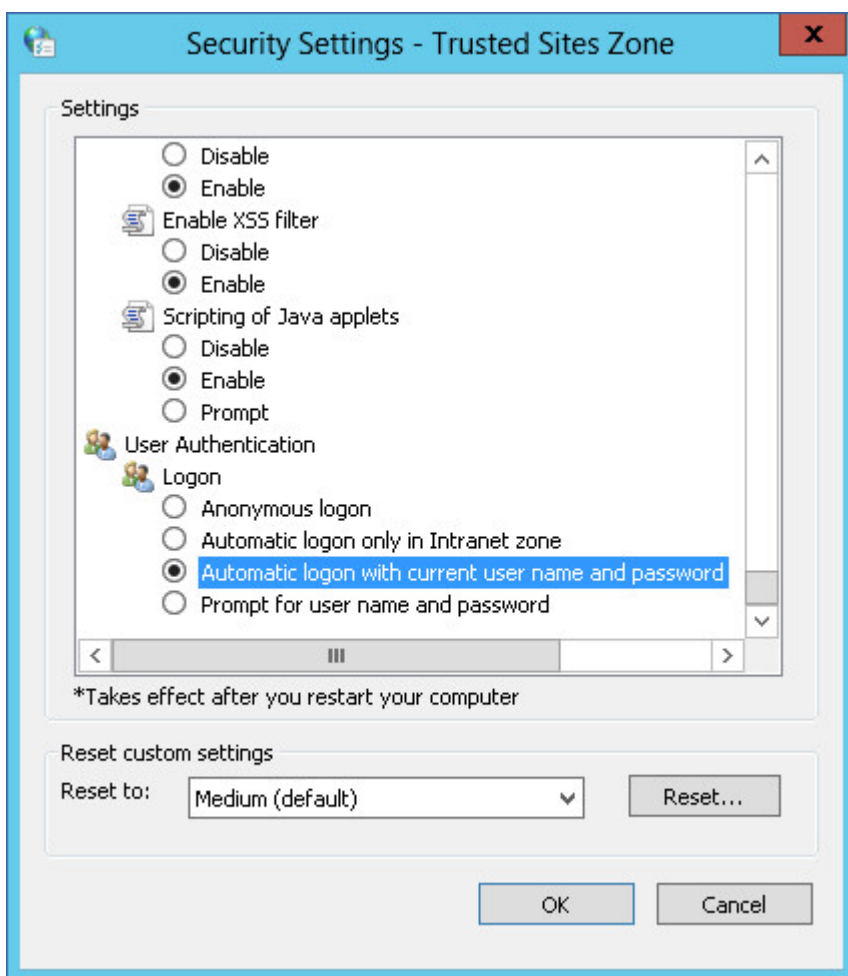 Security Settings - Trusted Sites Zone
x
Settings
Disable
Enable
Enable XSS filter
Disable
Enable
Scripting of Java applets
Disable
Enable
Prompt
User Authentication
Logon
Anonymous logon
Automatic logon only in Intranet zone
Automatic logon with current user name and password
Prompt for user name and password
*Takes effect after you restart your computer
Reset custom settings
Reset to: Medium (default) Reset...
OK Cancel